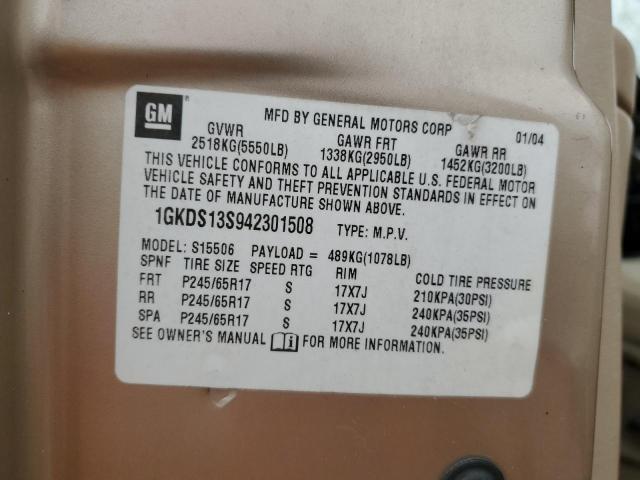 GM
MFD BY GENERAL MOTORS CORP 01/04
GVWR GAWR FRT GAWR RR
2518KG(5550LB) 1338KG(2950LB) 1452KG(3200LB)
THIS VEHICLE CONFORMS TO ALL APPLICABLE U.S. FEDERAL MOTOR
VEHICLE SAFETY AND THEFT PREVENTION STANDARDS IN EFFECT ON
THE DATE OF MANUFACTURE SHOWN ABOVE.
1GKDS13S942301508 TYPE: M.P.V.
MODEL: S15506 PAYLOAD = 489KG(1078LB)
SPNF TIRE SIZE SPEED RTG RIM COLD TIRE PRESSURE
FRT P245/65R17 S 17X7J 210KPA(30PSI)
RR P245/65R17 S 17X7J 240KPA(35PSI)
SPA P245/65R17 S 17X7J 240KPA(35PSI)
SEE OWNER'S MANUAL i FOR MORE INFORMATION.